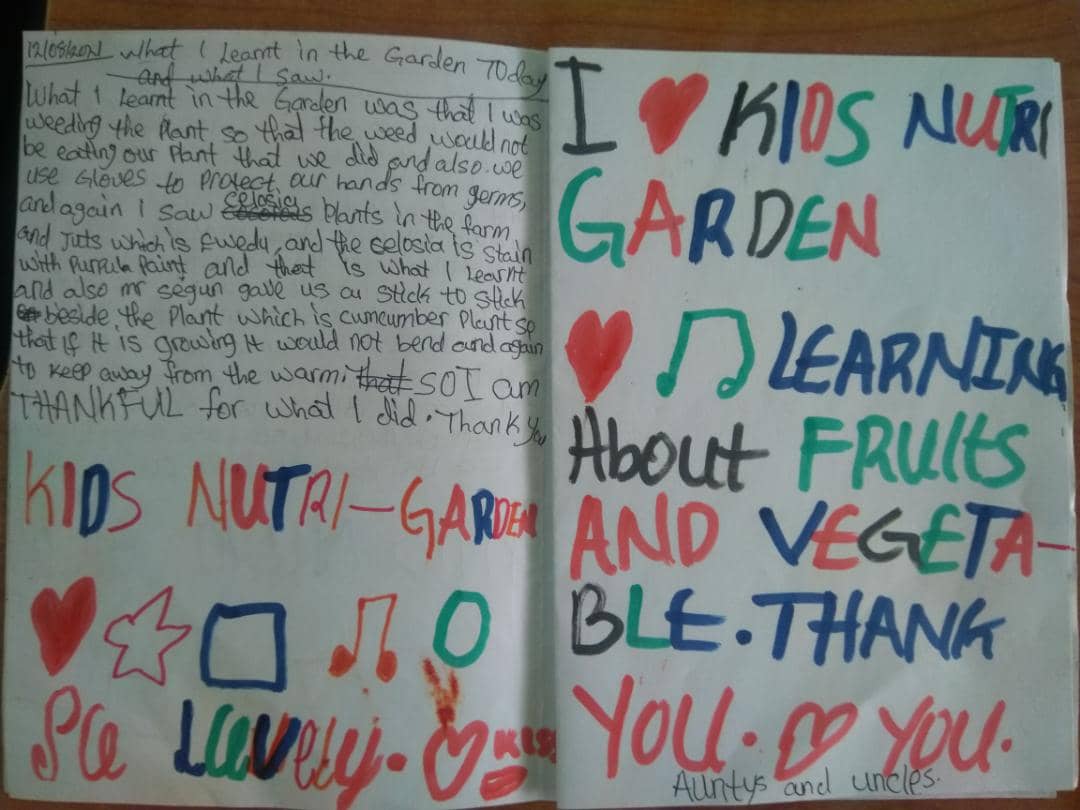 12/08/2021 What I Learnt in the Garden TODay
and what I saw.
What I Learnt in the Garden was that I was
weeding the Plant so that the weed would not
be eating our Plant that we did and also we
use Gloves to Protect our hands from germs,
and again I saw celosia plants in the farm
and Juts which is Ewedu, and the celosia is stain
with Purpule Paint and that is what I Learnt
and also mr segun gave us a stick to stick
beside the Plant which is cumcumber Plant so
that if it is growing it would not bend and again
to keep away from the warm. that SO I am
THANKFUL for what I did. Thank you
KIDS NUTRI-GARDEN
Lovely.
KISS
I KIDS NUTRI
GARDEN
LEARNING
About FRUIts
AND VEGETA-
BLE. THANK
YOU. YOU.
Auntys and uncles.